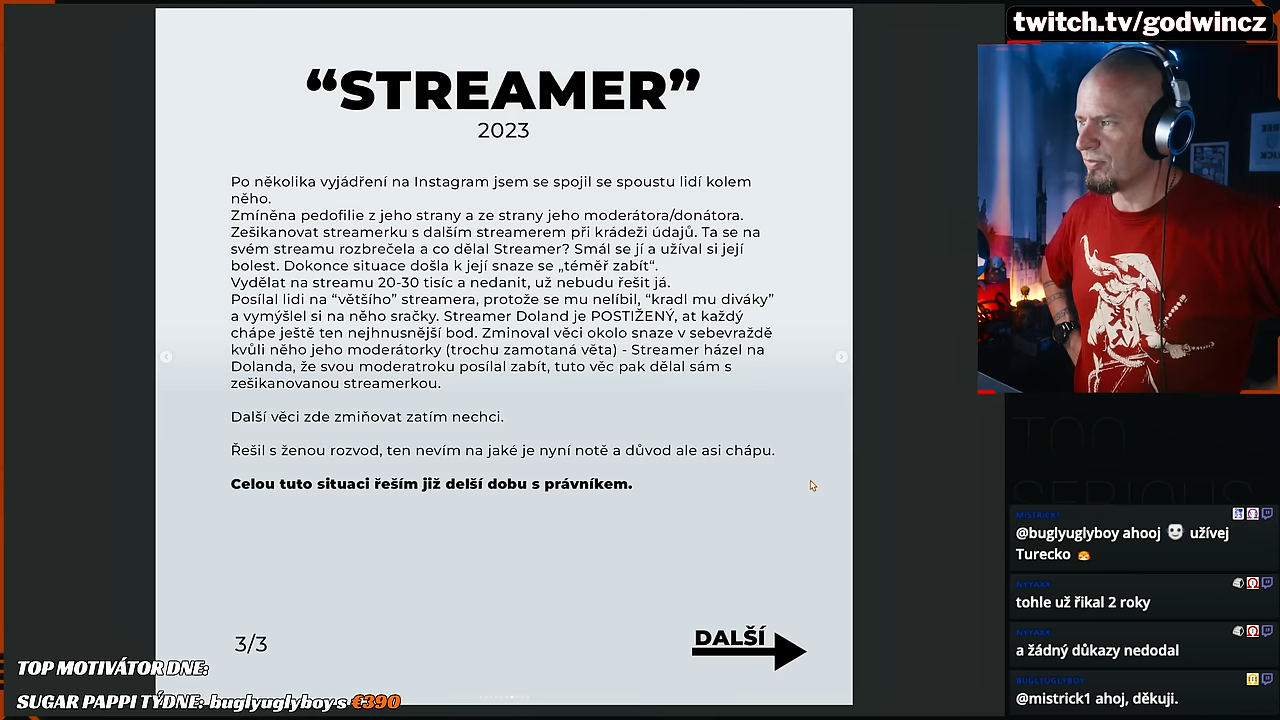 twitch.tv/godwincz
“STREAMER”
2023
Po několika vyjádření na Instagram jsem se spojil se spoustu lidí kolem
něho.
Zmíněna pedofilie z jeho strany a ze strany jeho moderátora/donátora.
Zešikanovat streamerku s dalším streamerem při krádeži údajů. Ta se na
svém streamu rozbrečela a co dělal Streamer? Smál se jí a užíval si její
bolest. Dokonce situace došla k její snaze se „téměř zabít“.
Vydělat na streamu 20-30 tisíc a nedanit, už nebudu řešit já.
Posílal lidi na “většího” streamera, protože se mu nelíbil, “kradl mu diváky”
a vymýšlel si na něho sračky. Streamer Doland je POSTIŽENÝ, at každý
chápe ještě ten nejhnusnější bod. Zminoval věci okolo snaze v sebevraždě
kvůli něho jeho moderátorky (trochu zamotaná věta) - Streamer házel na
Dolanda, že svou moderatroku posílal zabít, tuto věc pak dělal sám s
zešikanovanou streamerkou.
Další věci zde zmiňovat zatím nechci.
Řešil s ženou rozvod, ten nevím na jaké je nyní notě a důvod ale asi chápu.
Celou tuto situaci řeším již delší dobu s právníkem.
3/3
DALŠÍ
TOP MOTIVÁTOR DNE:
SUGAR PAPPI TÝDNE: buglyuglyboy s €390
TOO
SERIOUS
MISTRICK1
@buglyuglyboy ahooj užívej
Turecko
NYYAXX
tohle už řikal 2 roky
NYYAXX
a žádný důkazy nedodal
BUGLYUGLYBOY
@mistrick1 ahoj, děkuji.